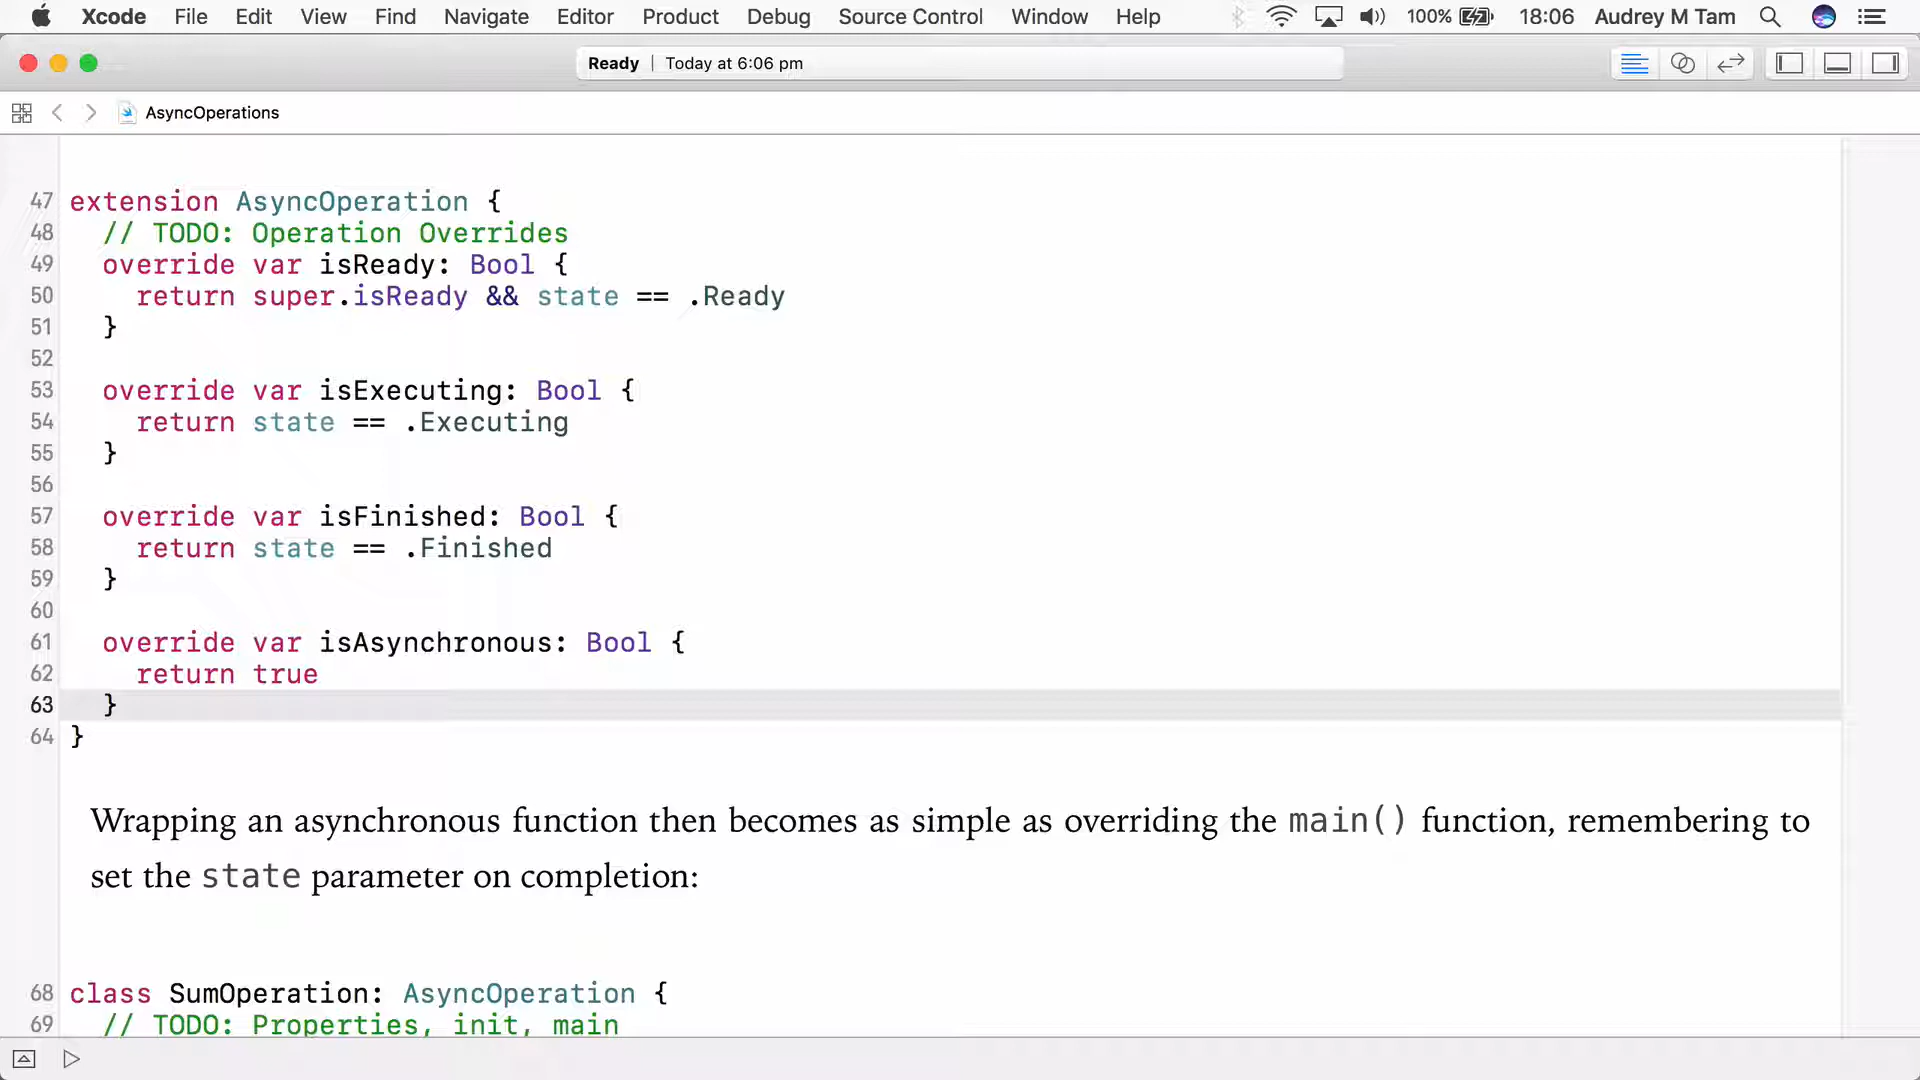 Xcode File Edit View Find Navigate Editor Product Debug Source Control Window Help 100% 18:06 Audrey M Tam
Ready | Today at 6:06 pm
AsyncOperations
47 extension AsyncOperation {
48 // TODO: Operation Overrides
49 override var isReady: Bool {
50 return super.isReady && state == .Ready
51 }
52
53 override var isExecuting: Bool {
54 return state == .Executing
55 }
56
57 override var isFinished: Bool {
58 return state == .Finished
59 }
60
61 override var isAsynchronous: Bool {
62 return true
63 }
64 }
Wrapping an asynchronous function then becomes as simple as overriding the main() function, remembering to
set the state parameter on completion:
68 class SumOperation: AsyncOperation {
69 // TODO: Properties, init, main